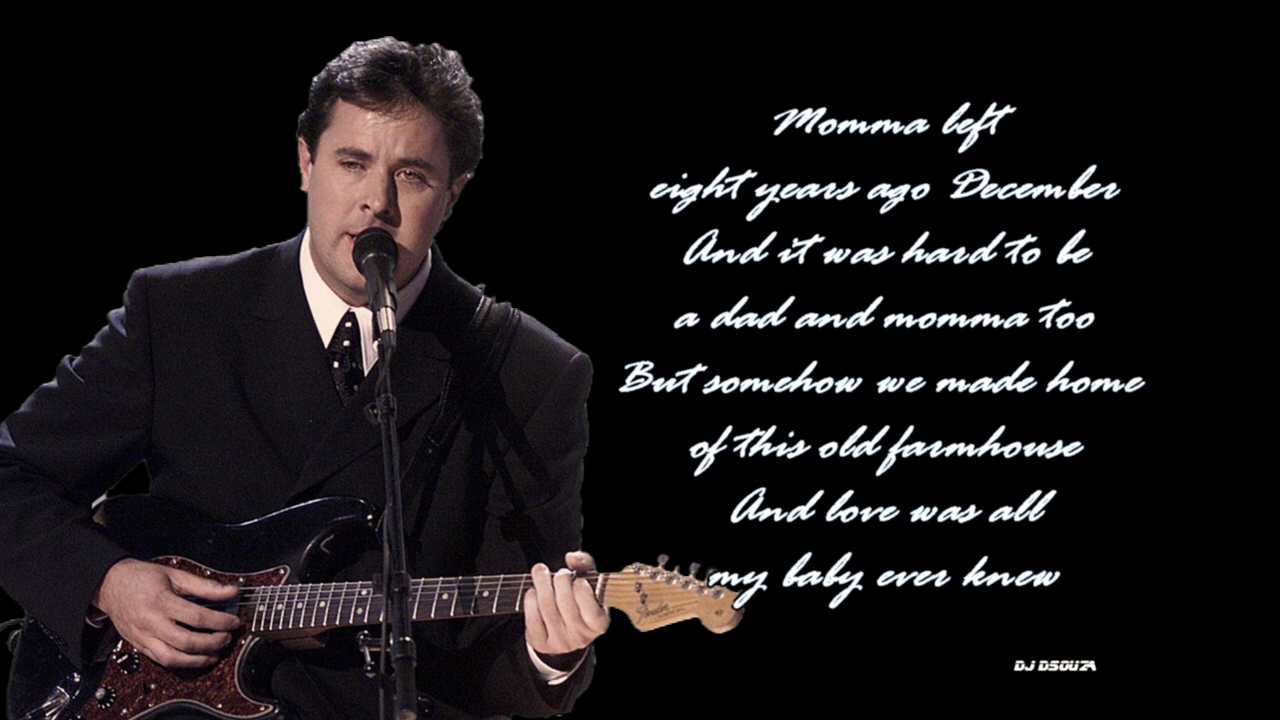 Momma left
eight years ago December
And it was hard to be
a dad and momma too
But somehow we made home
of this old farmhouse
And love was all
my baby ever knew
DJ DSOUZA